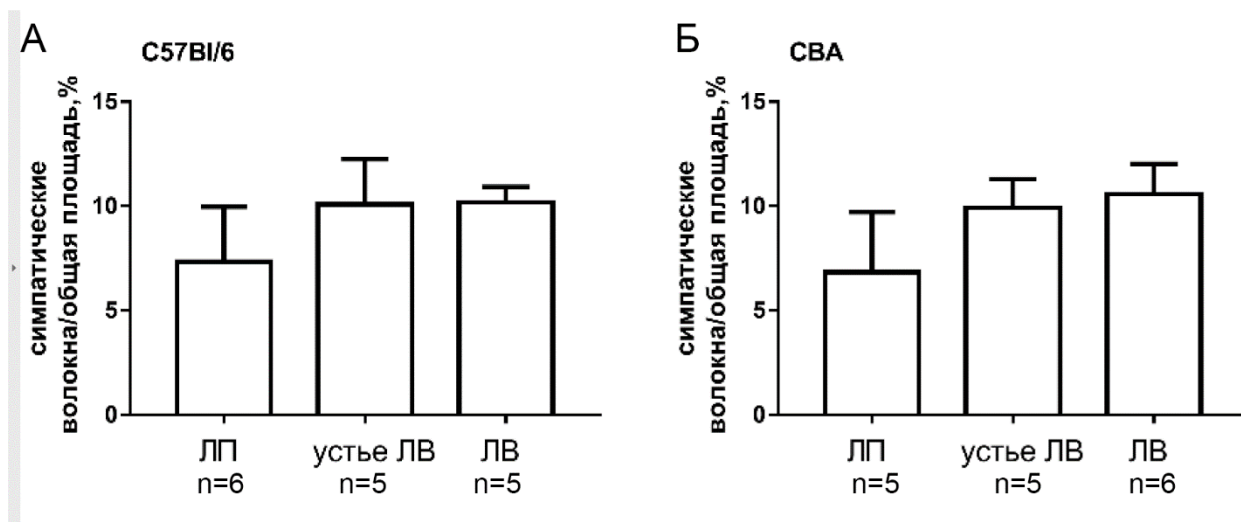 А
C57Bl/6
симпатические
волокна/общая площадь,%
15
10
5
0
ЛП
устье ЛВ
ЛВ
n=6
n=5
n=5
Б
CBA
симпатические
волокна/общая площадь,%
15
10
5
0
ЛП
устье ЛВ
ЛВ
n=5
n=5
n=6